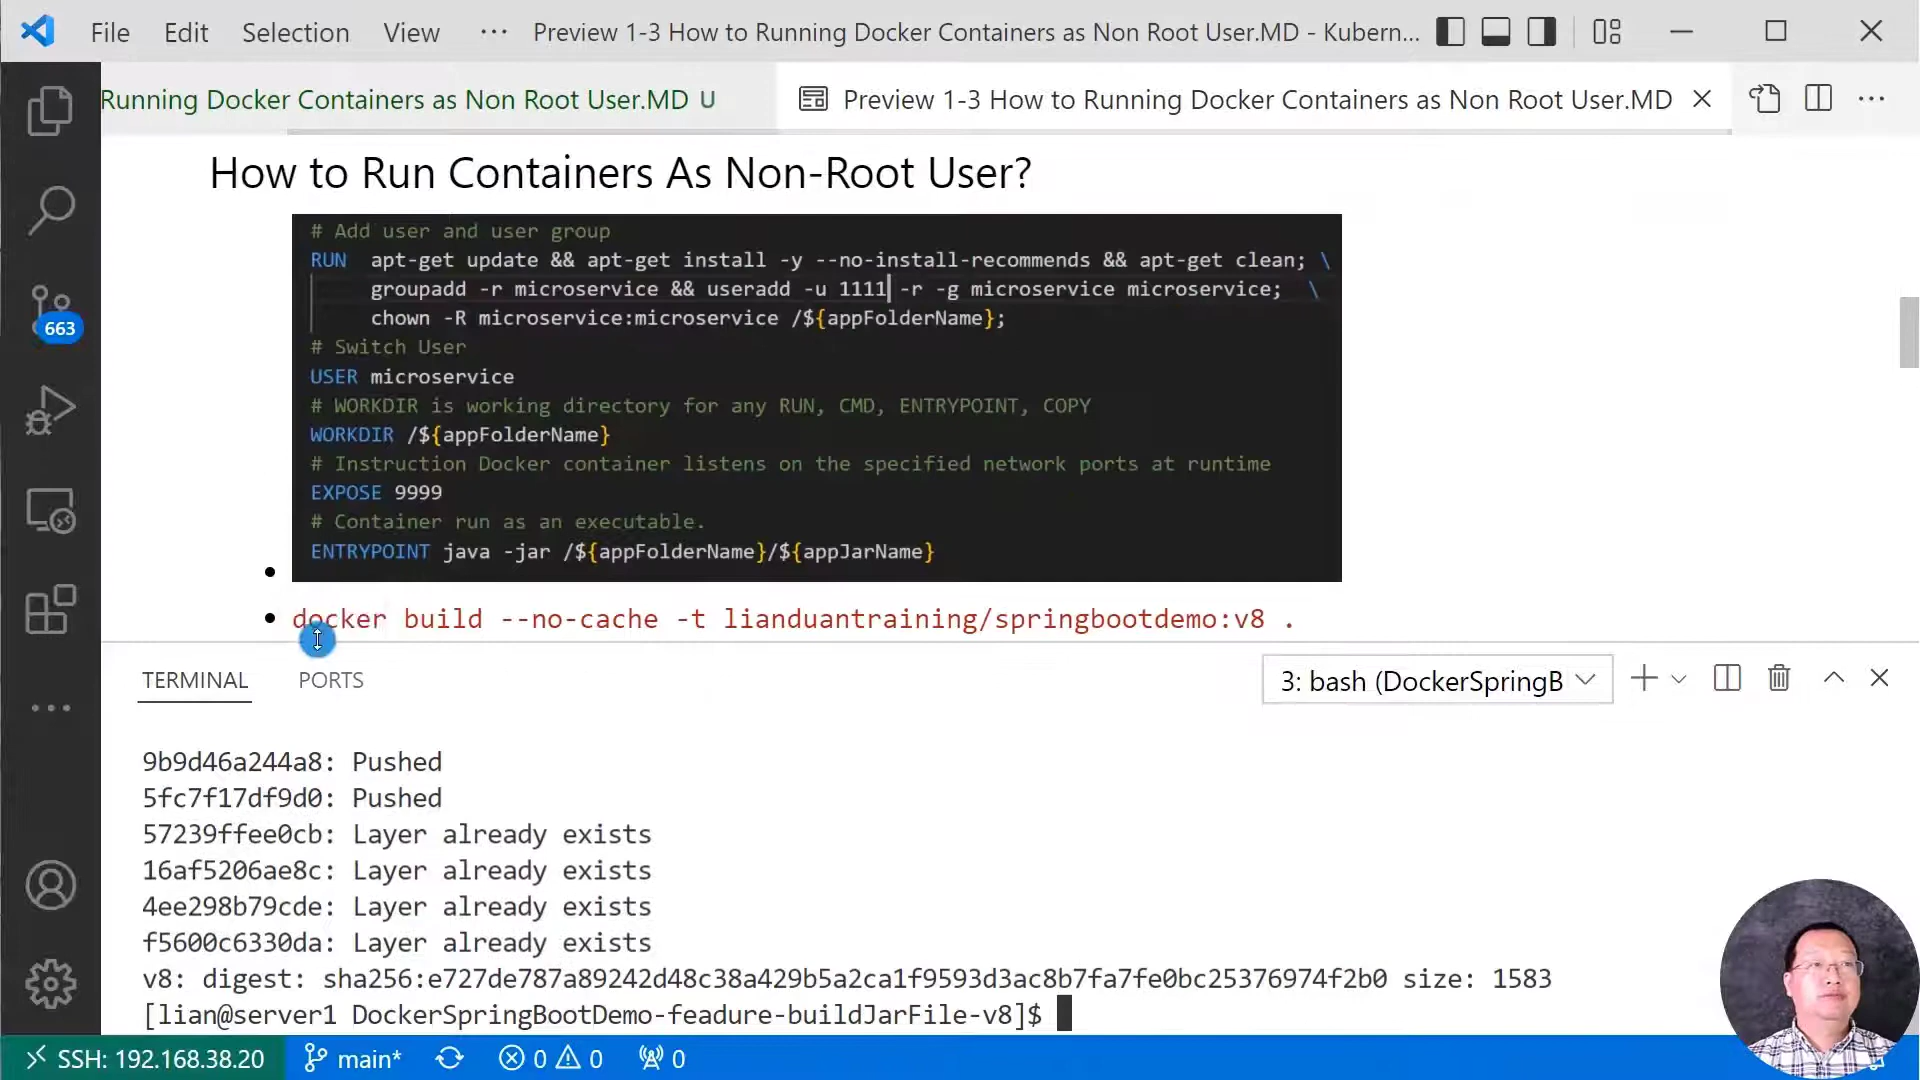 File Edit Selection View ··· Preview 1-3 How to Running Docker Containers as Non Root User.MD - Kubern...
Running Docker Containers as Non Root User.MD U
Preview 1-3 How to Running Docker Containers as Non Root User.MD
How to Run Containers As Non-Root User?
# Add user and user group
RUN apt-get update && apt-get install -y --no-install-recommends && apt-get clean; \
groupadd -r microservice && useradd -u 1111 -r -g microservice microservice; \
chown -R microservice:microservice /${appFolderName};
# Switch User
USER microservice
# WORKDIR is working directory for any RUN, CMD, ENTRYPOINT, COPY
WORKDIR /${appFolderName}
# Instruction Docker container listens on the specified network ports at runtime
EXPOSE 9999
# Container run as an executable.
ENTRYPOINT java -jar /${appFolderName}/${appJarName}
docker build --no-cache -t lianduantraining/springbootdemo:v8 .
663
TERMINAL PORTS
3: bash (DockerSpringB
9b9d46a244a8: Pushed
5fc7f17df9d0: Pushed
57239ffee0cb: Layer already exists
16af5206ae8c: Layer already exists
4ee298b79cde: Layer already exists
f5600c6330da: Layer already exists
v8: digest: sha256:e727de787a89242d48c38a429b5a2ca1f9593d3ac8b7fa7fe0bc25376974f2b0 size: 1583
[lian@server1 DockerSpringBootDemo-feadure-buildJarFile-v8]$
SSH: 192.168.38.20 main* 0 0 0